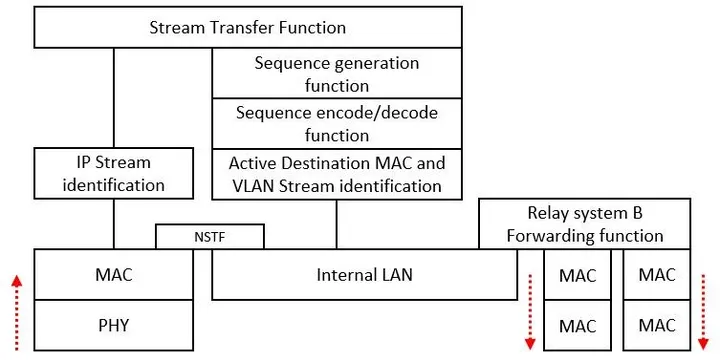 Stream Transfer Function
Sequence generation
function
Sequence encode/decode
function
IP Stream
identification
Active Destination MAC and
VLAN Stream identification
Relay system B
Forwarding function
NSTF
MAC
Internal LAN
MAC
MAC
PHY
MAC
MAC